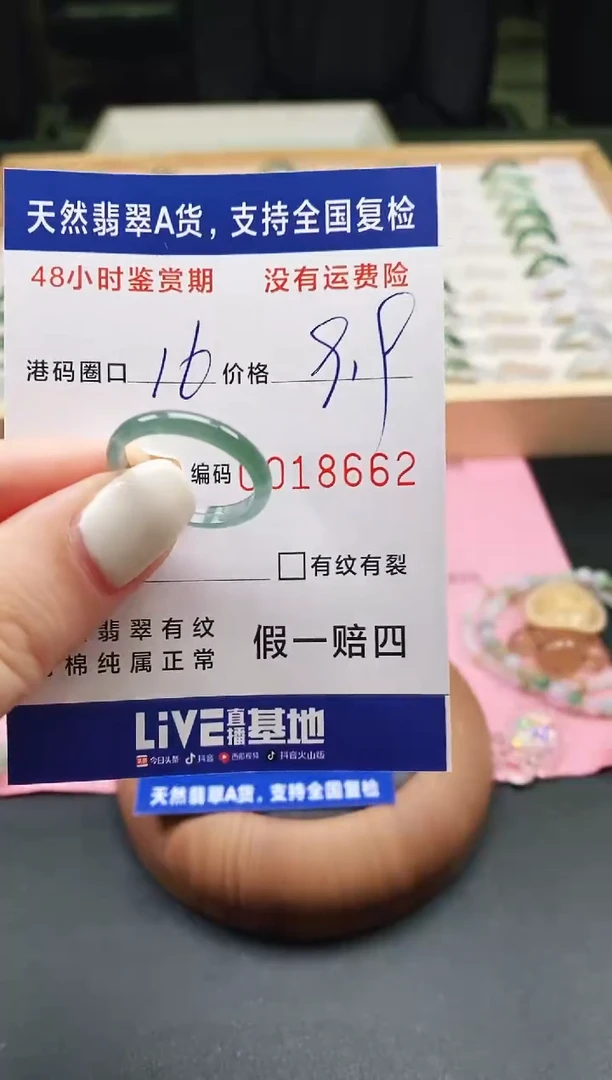 天然翡翠A货，支持全国复检
48小时鉴赏期 没有运费险
港码圈口 16 价格 9.9
编码 0018662
□有纹有裂
翡翠有纹
棉纯属正常
假一赔四
LiVE直播基地
今日头条 抖音 西瓜视频 抖音火山版
天然翡翠A货，支持全国复检